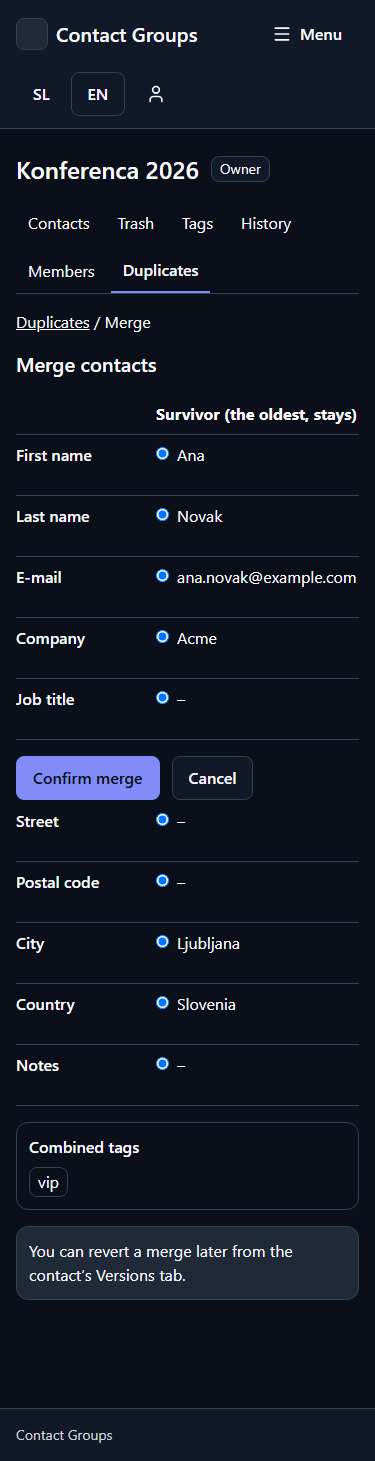 Contact Groups
Menu
SL
EN
Konferenca 2026
Owner
Contacts
Trash
Tags
History
Members
Duplicates
Duplicates / Merge
Merge contacts
Survivor (the oldest, stays)
First name
Ana
Last name
Novak
E-mail
ana.novak@example.com
Company
Acme
Job title
–
Confirm merge
Cancel
Street
–
Postal code
–
City
Ljubljana
Country
Slovenia
Notes
–
Combined tags
vip
You can revert a merge later from the
contact’s Versions tab.
Contact Groups